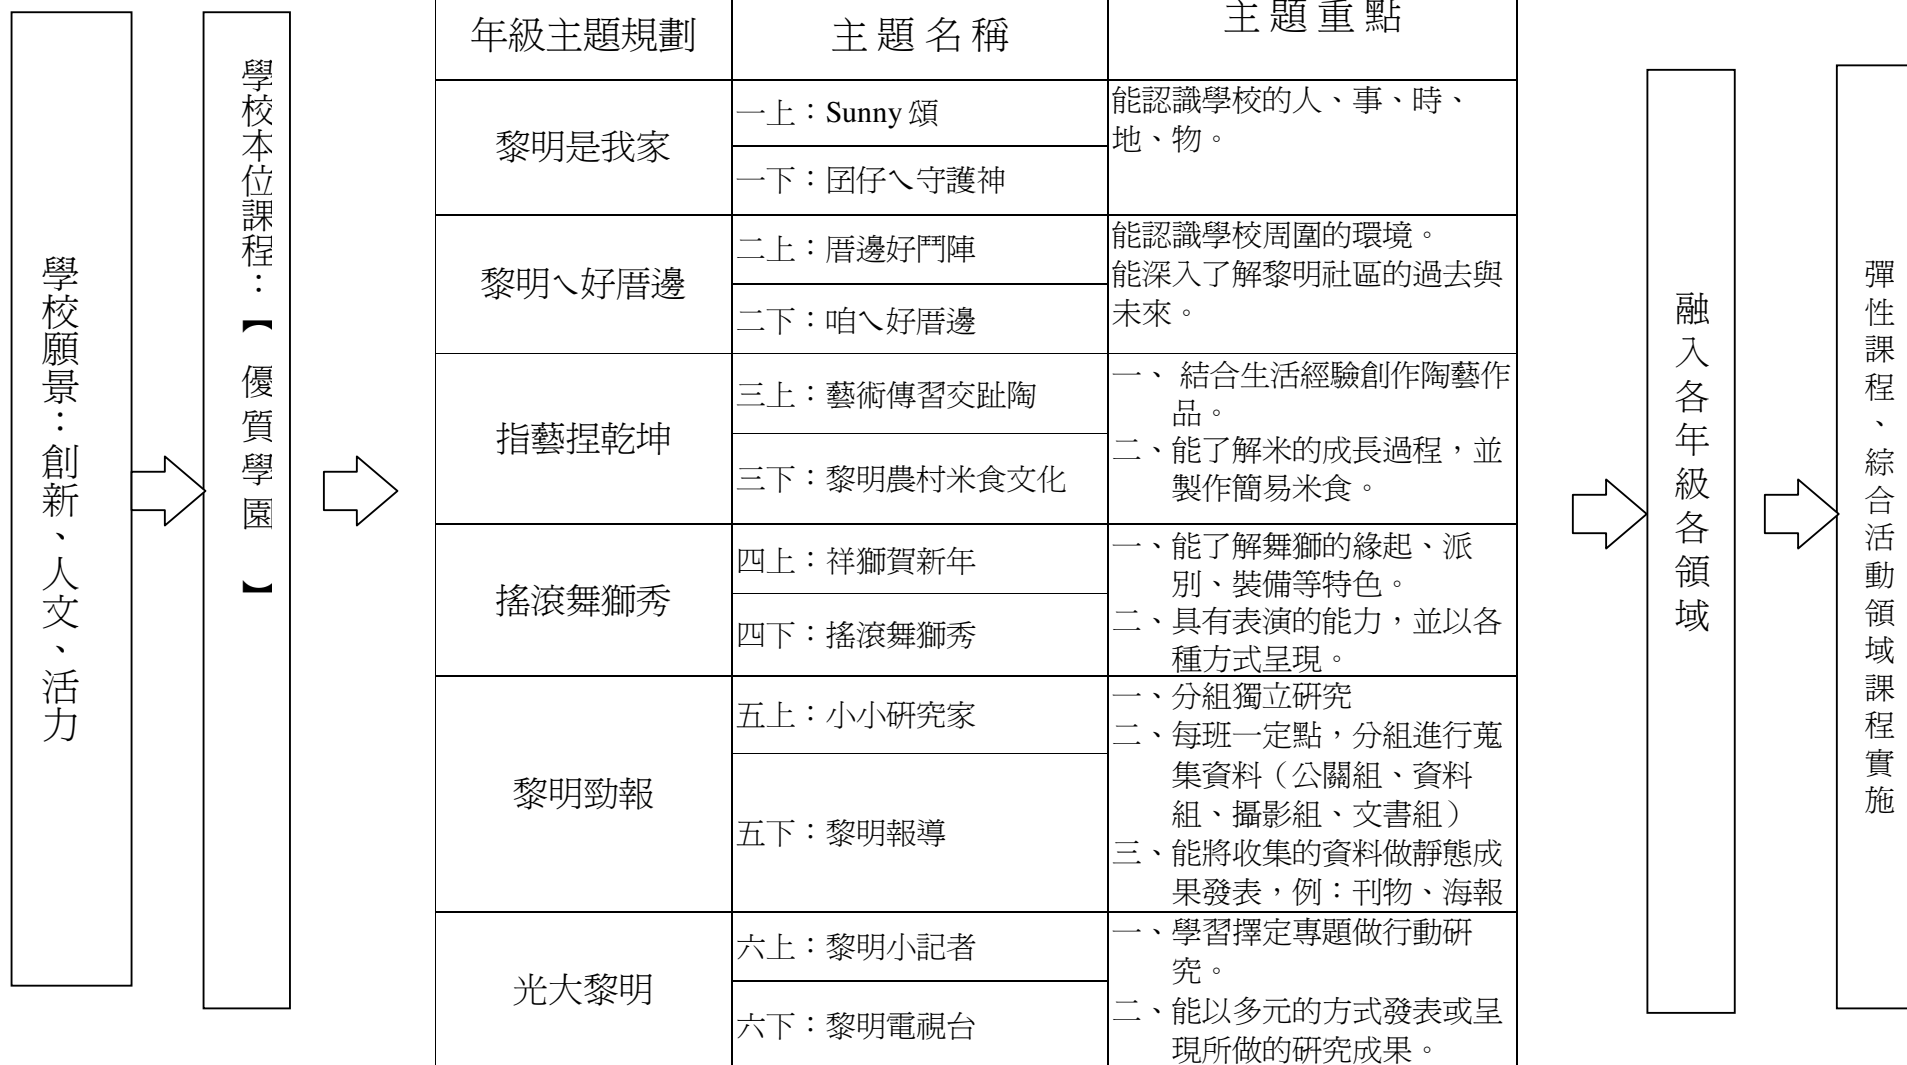 學校願景：創新、人文、活力
學校本位課程：【優質學園】
年級主題規劃
主題名稱
主題重點
黎明是我家
一上：Sunny 頌
一下：囝仔ㄟ守護神
能認識學校的人、事、時、
地、物。
黎明ㄟ好厝邊
二上：厝邊好鬥陣
二下：咱ㄟ好厝邊
能認識學校周圍的環境。
能深入了解黎明社區的過去與
未來。
指藝捏乾坤
三上：藝術傳習交趾陶
三下：黎明農村米食文化
一、 結合生活經驗創作陶藝作
品。
二、能了解米的成長過程，並
製作簡易米食。
搖滾舞獅秀
四上：祥獅賀新年
四下：搖滾舞獅秀
一、能了解舞獅的緣起、派
別、裝備等特色。
二、具有表演的能力，並以各
種方式呈現。
黎明勁報
五上：小小研究家
五下：黎明報導
一、分組獨立研究
二、每班一定點，分組進行蒐
集資料（公關組、資料
組、攝影組、文書組）
三、能將收集的資料做靜態成
果發表，例：刊物、海報
光大黎明
六上：黎明小記者
六下：黎明電視台
一、學習擇定專題做行動研
究。
二、能以多元的方式發表或呈
現所做的研究成果。
融入各年級各領域
彈性課程、綜合活動領域課程實施